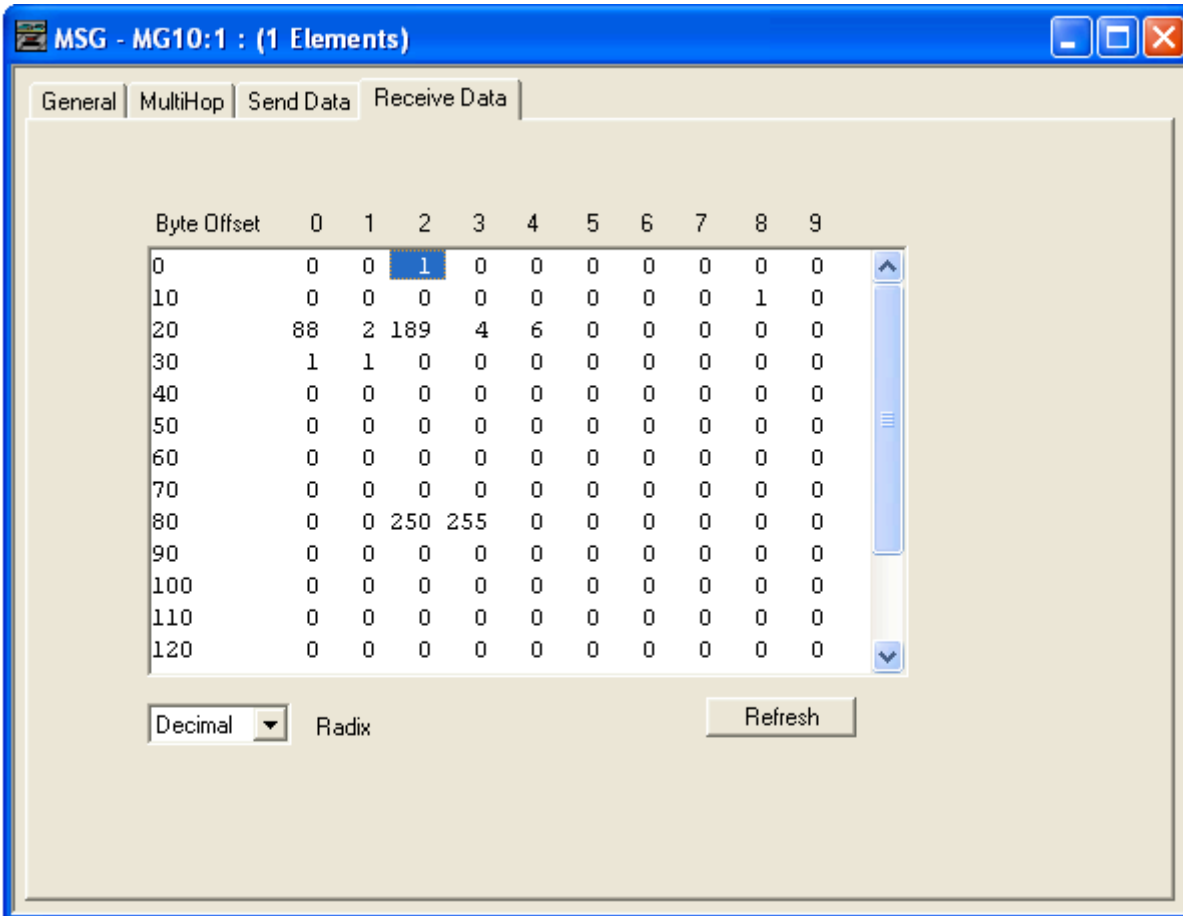 MSG - MG10:1 : (1 Elements)
General MultiHop Send Data Receive Data
Byte Offset 0 1 2 3 4 5 6 7 8 9
0 0 0 1 0 0 0 0 0 0 0
10 0 0 0 0 0 0 0 0 1 0
20 88 2 189 4 6 0 0 0 0 0
30 1 1 0 0 0 0 0 0 0 0
40 0 0 0 0 0 0 0 0 0 0
50 0 0 0 0 0 0 0 0 0 0
60 0 0 0 0 0 0 0 0 0 0
70 0 0 0 0 0 0 0 0 0 0
80 0 0 250 255 0 0 0 0 0 0
90 0 0 0 0 0 0 0 0 0 0
100 0 0 0 0 0 0 0 0 0 0
110 0 0 0 0 0 0 0 0 0 0
120 0 0 0 0 0 0 0 0 0 0
Decimal Radix Refresh